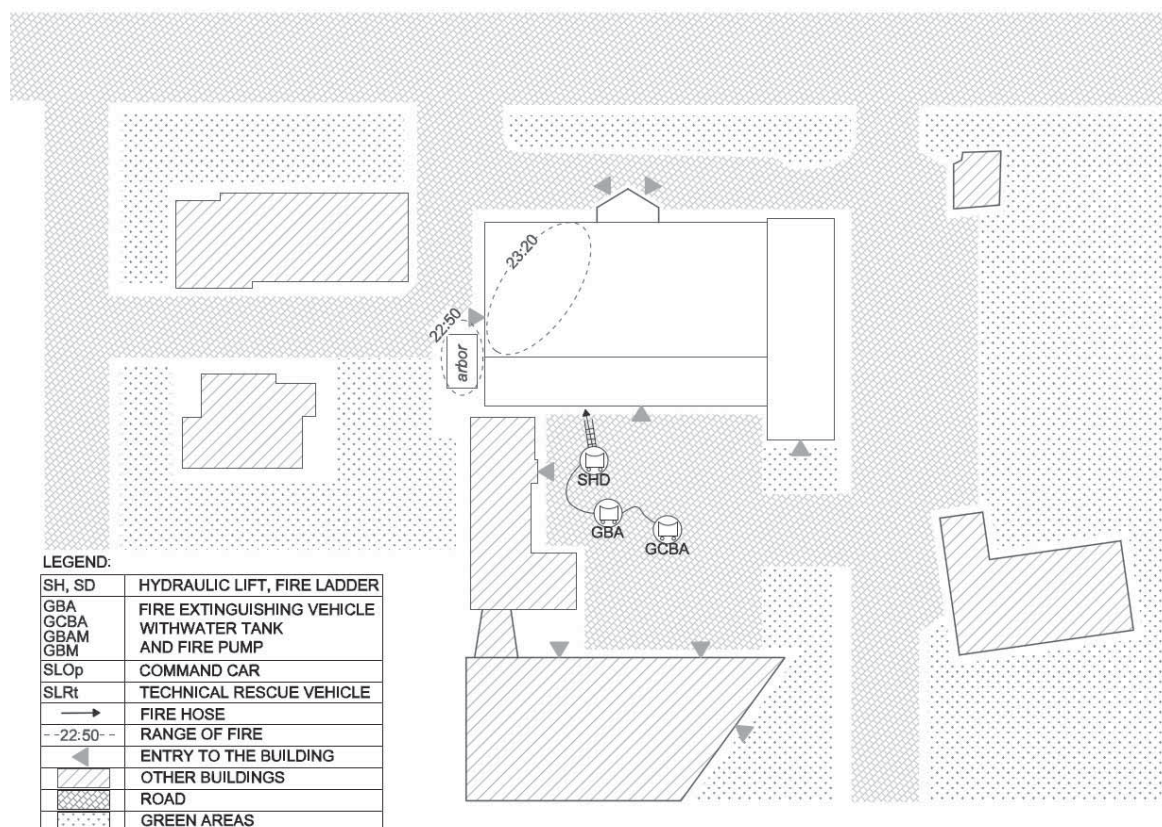 23:20
22:50
arbor
SHD
GBA
GCBA
LEGEND:
SH, SD HYDRAULIC LIFT, FIRE LADDER
GBA FIRE EXTINGUISHING VEHICLE
GCBA WITHWATER TANK
GBAM AND FIRE PUMP
GBM
SLOp COMMAND CAR
SLRt TECHNICAL RESCUE VEHICLE
FIRE HOSE
--22:50-- RANGE OF FIRE
ENTRY TO THE BUILDING
OTHER BUILDINGS
ROAD
GREEN AREAS